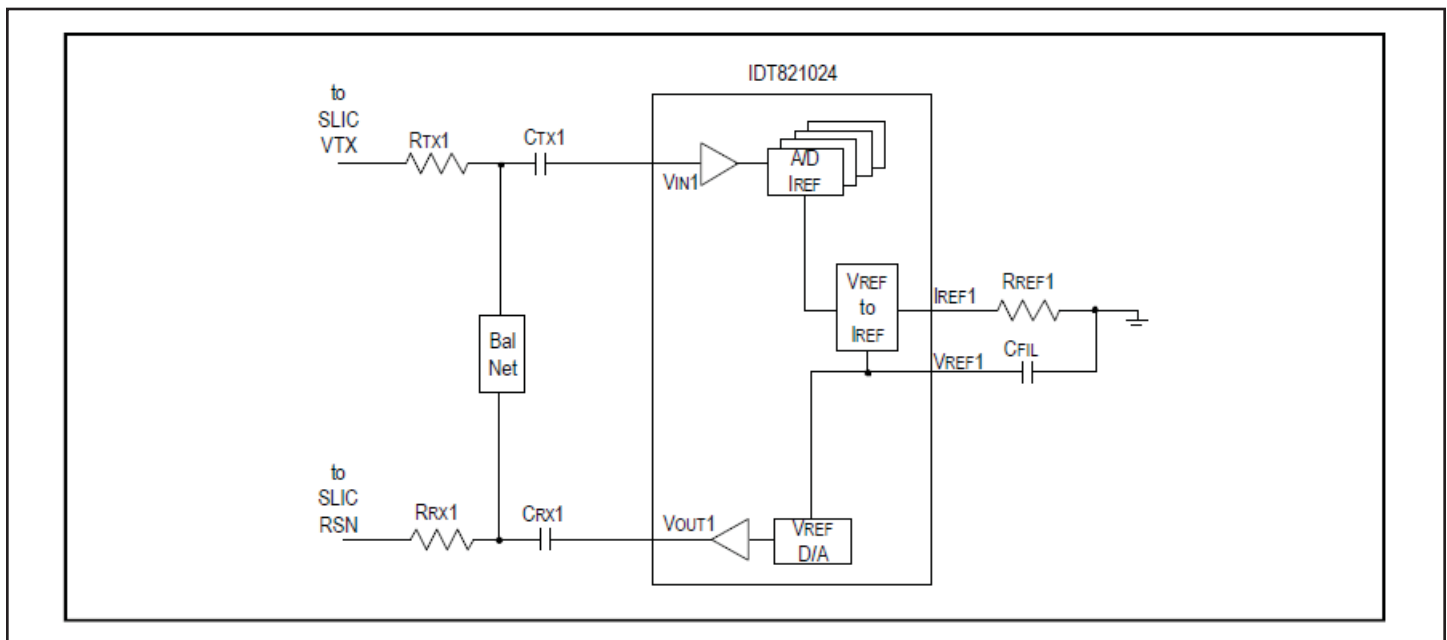 IDT821024
to
SLIC
VTX
RTX1
CTX1
VIN1
A/D
IREF
VREF
to
IREF
IREF1
RREF1
VREF1
CFIL
Bal
Net
to
SLIC
RSN
RRX1
CRX1
VOUT1
VREF
D/A